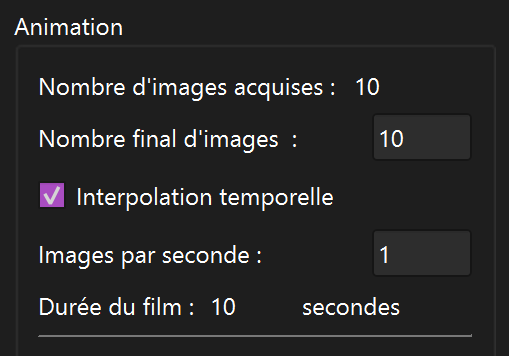 Animation
Nombre d'images acquises : 10
Nombre final d'images : 10
Interpolation temporelle
Images par seconde : 1
Durée du film : 10 secondes